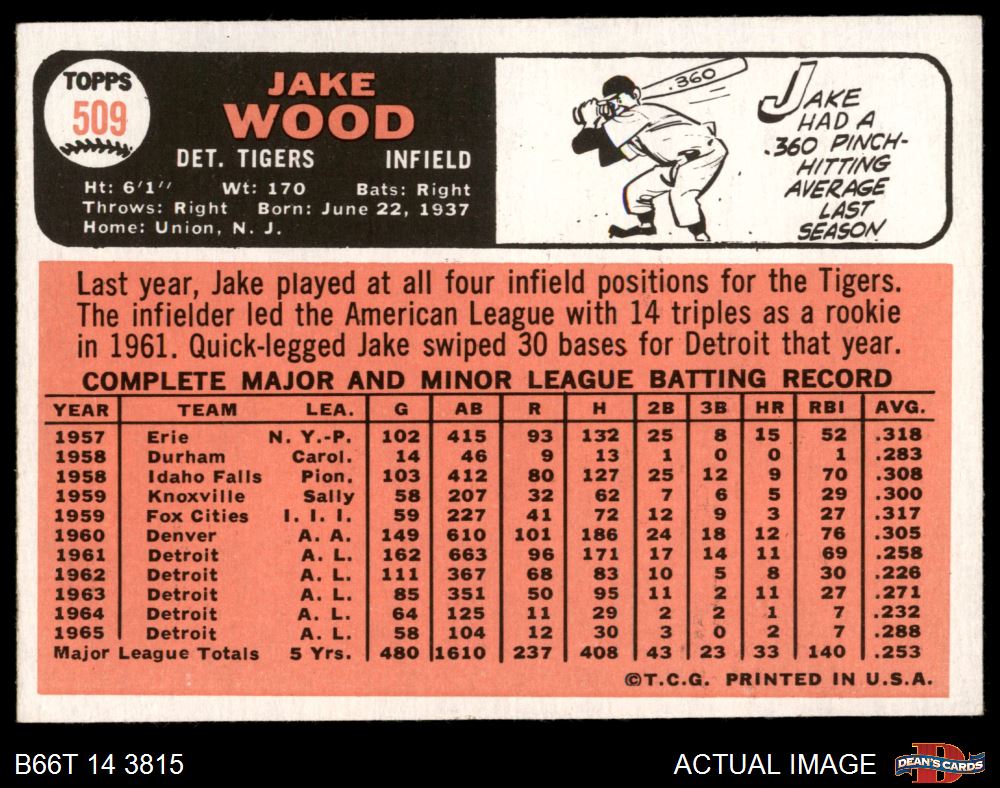 TOPPS
509
JAKE
WOOD
DET. TIGERS INFIELD
Ht: 6'1" Wt: 170 Bats: Right
Throws: Right Born: June 22, 1937
Home: Union, N. J.
.360
JAKE
HAD A
.360 PINCH-
HITTING
AVERAGE
LAST
SEASON
Last year, Jake played at all four infield positions for the Tigers.
The infielder led the American League with 14 triples as a rookie
in 1961. Quick-legged Jake swiped 30 bases for Detroit that year.
COMPLETE MAJOR AND MINOR LEAGUE BATTING RECORD
YEAR TEAM LEA. G AB R H 2B 3B HR RBI AVG.
1957 Erie N. Y.-P. 102 415 93 132 25 8 15 52 .318
1958 Durham Carol. 14 46 9 13 1 0 0 1 .283
1958 Idaho Falls Pion. 103 412 80 127 25 12 9 70 .308
1959 Knoxville Sally 58 207 32 62 7 6 5 29 .300
1959 Fox Cities I. I. I. 59 227 41 72 12 9 3 27 .317
1960 Denver A. A. 149 610 101 186 24 18 12 76 .305
1961 Detroit A. L. 162 663 96 171 17 14 11 69 .258
1962 Detroit A. L. 111 367 68 83 10 5 8 30 .226
1963 Detroit A. L. 85 351 50 95 11 2 11 27 .271
1964 Detroit A. L. 64 125 11 29 2 2 1 7 .232
1965 Detroit A. L. 58 104 12 30 3 0 2 7 .288
Major League Totals 5 Yrs. 480 1610 237 408 43 23 33 140 .253
©T.C.G. PRINTED IN U.S.A.
B66T 14 3815 ACTUAL IMAGE DEAN'S CARDS